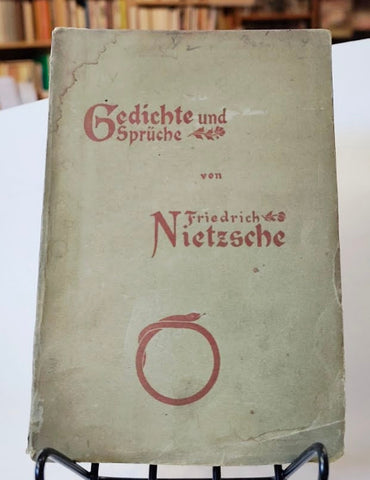 Gedichte und
Sprüche
von
Friedrich
Nietzsche